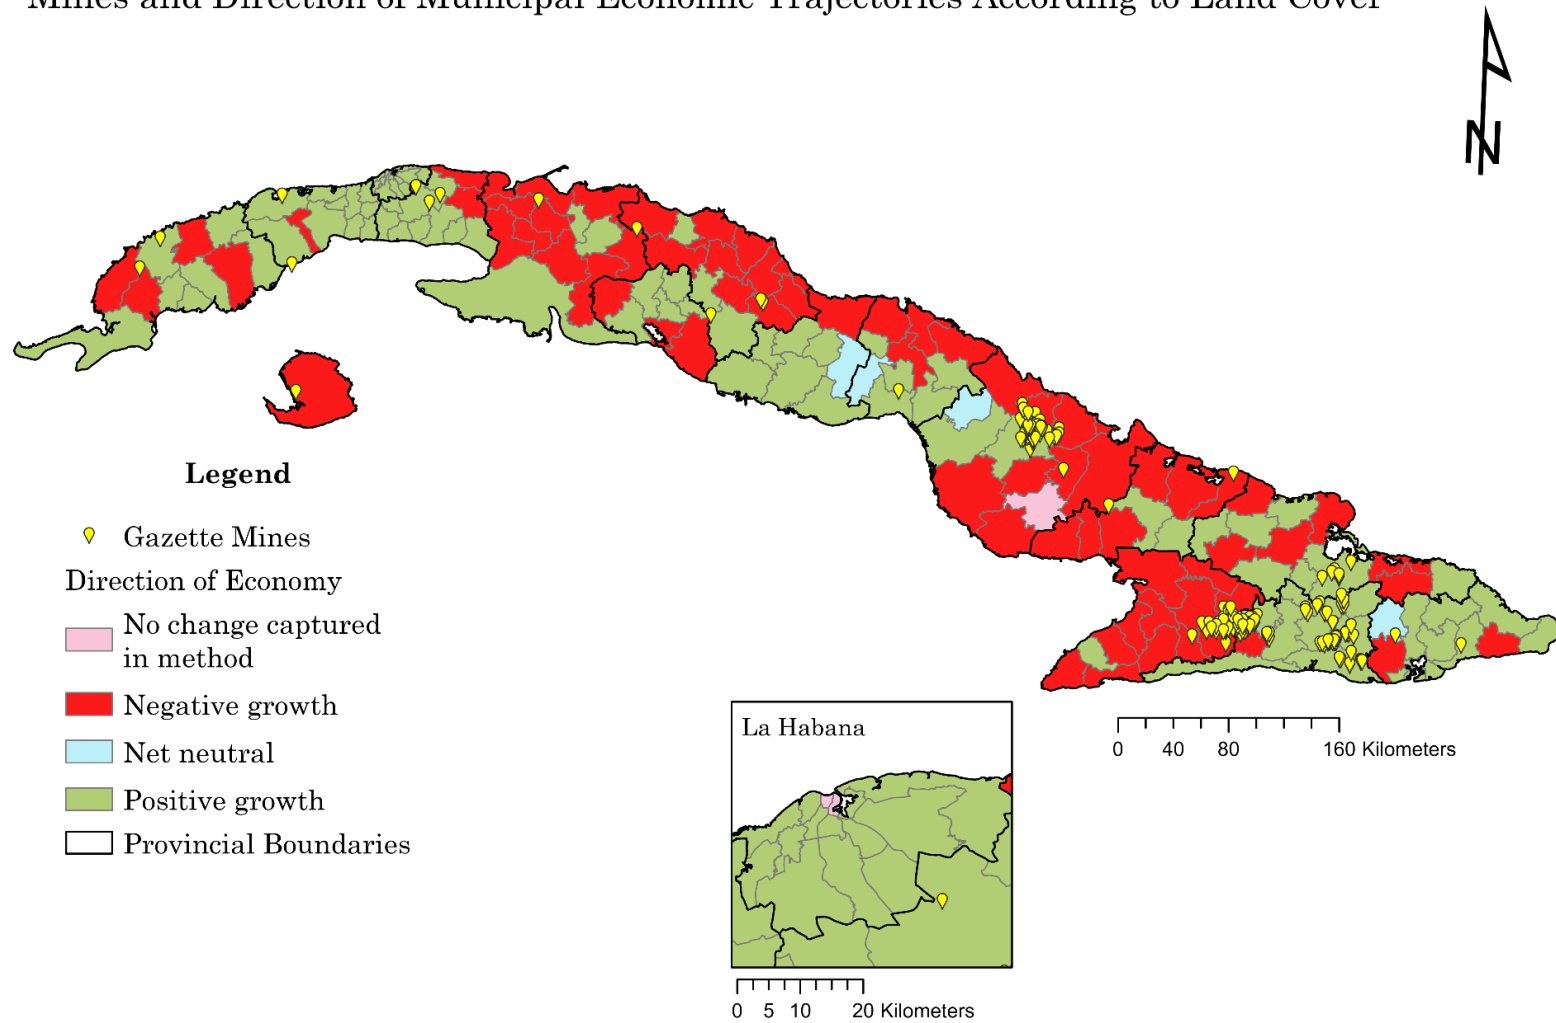 Mines and Direction of Municipal Economic Trajectories According to Land Cover
N
Legend
Gazette Mines
Direction of Economy
No change captured
in method
Negative growth
Net neutral
Positive growth
Provincial Boundaries
La Habana
0 40 80 160 Kilometers
0 5 10 20 Kilometers